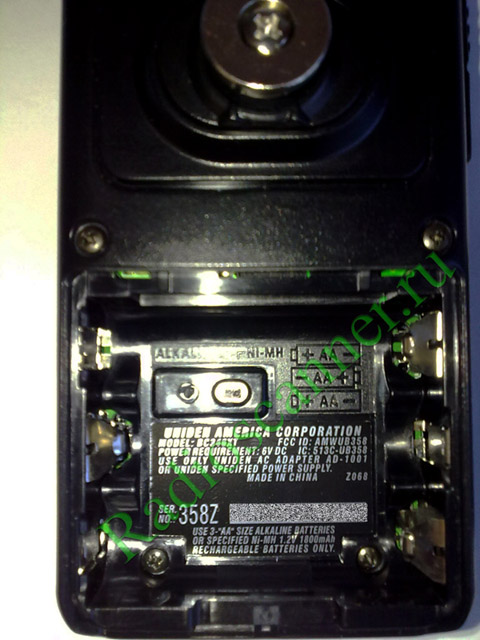 NI-MH
+ AA -
- AA +
+ AA -
UNIDEN AMERICA CORPORATION
MODEL: FCC ID: AMWUB358
POWER REQUIREMENT: 6V DC IC: 513C-UB358
USE ONLY UNIDEN AC ADAPTER AD-1001
OR UNIDEN SPECIFIED POWER SUPPLY.
MADE IN CHINA Z068
SER. NO.: 358Z
USE 3-"AA" SIZE ALKALINE BATTERIES
OR SPECIFIED Ni-MH 1.2V 1800mAh
RECHARGEABLE BATTERIES ONLY.
Radioscanner.ru